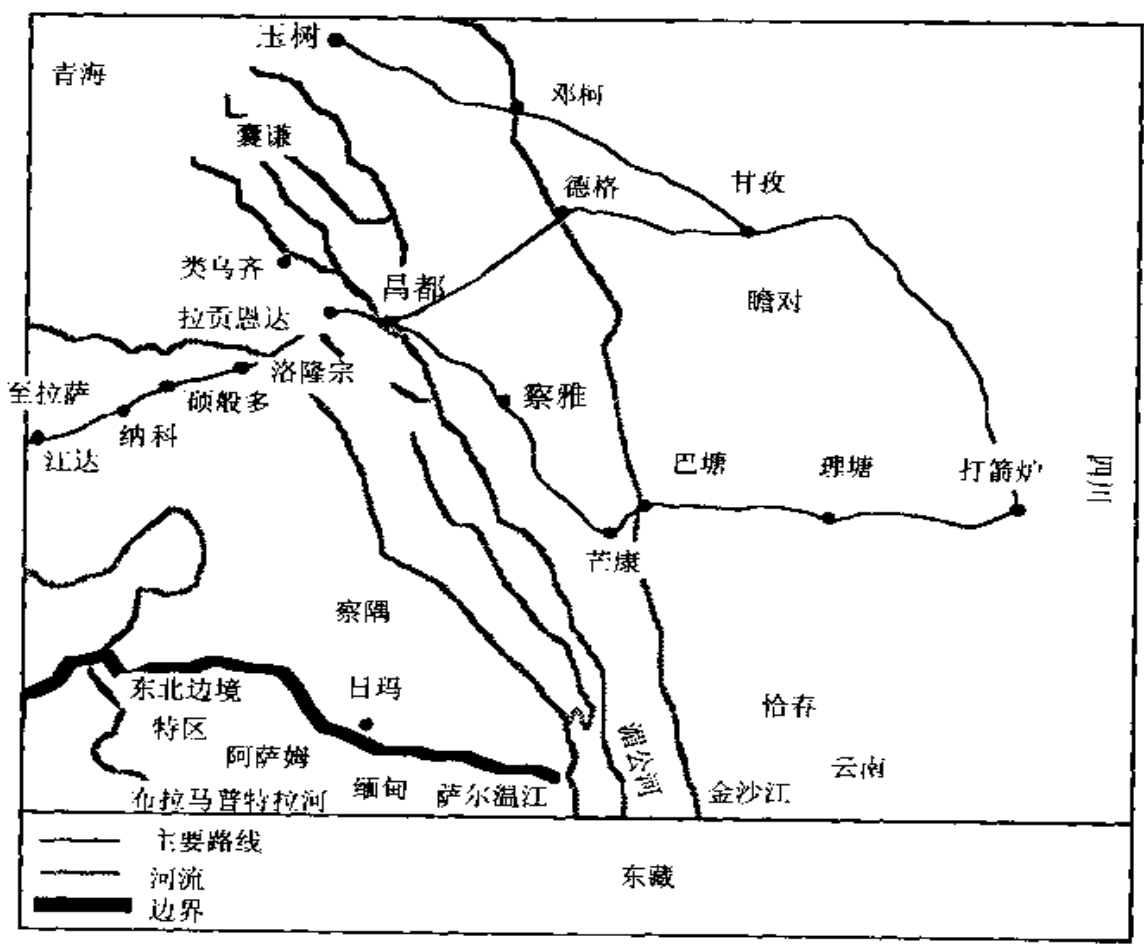 玉树
青海
邓柯
囊谦
甘孜
德格
类乌齐
昌都
瞻对
拉贡恩达
洛隆宗
至拉萨
硕般多
察雅
纳科
江达
巴塘
理塘
打箭炉
四川
芒康
察隅
东北边境
特区
日玛
恰存
阿萨姆
湄公河
云南
布拉马普特拉河
缅甸
萨尔温江
金沙江
主要路线
河流
边界
东藏